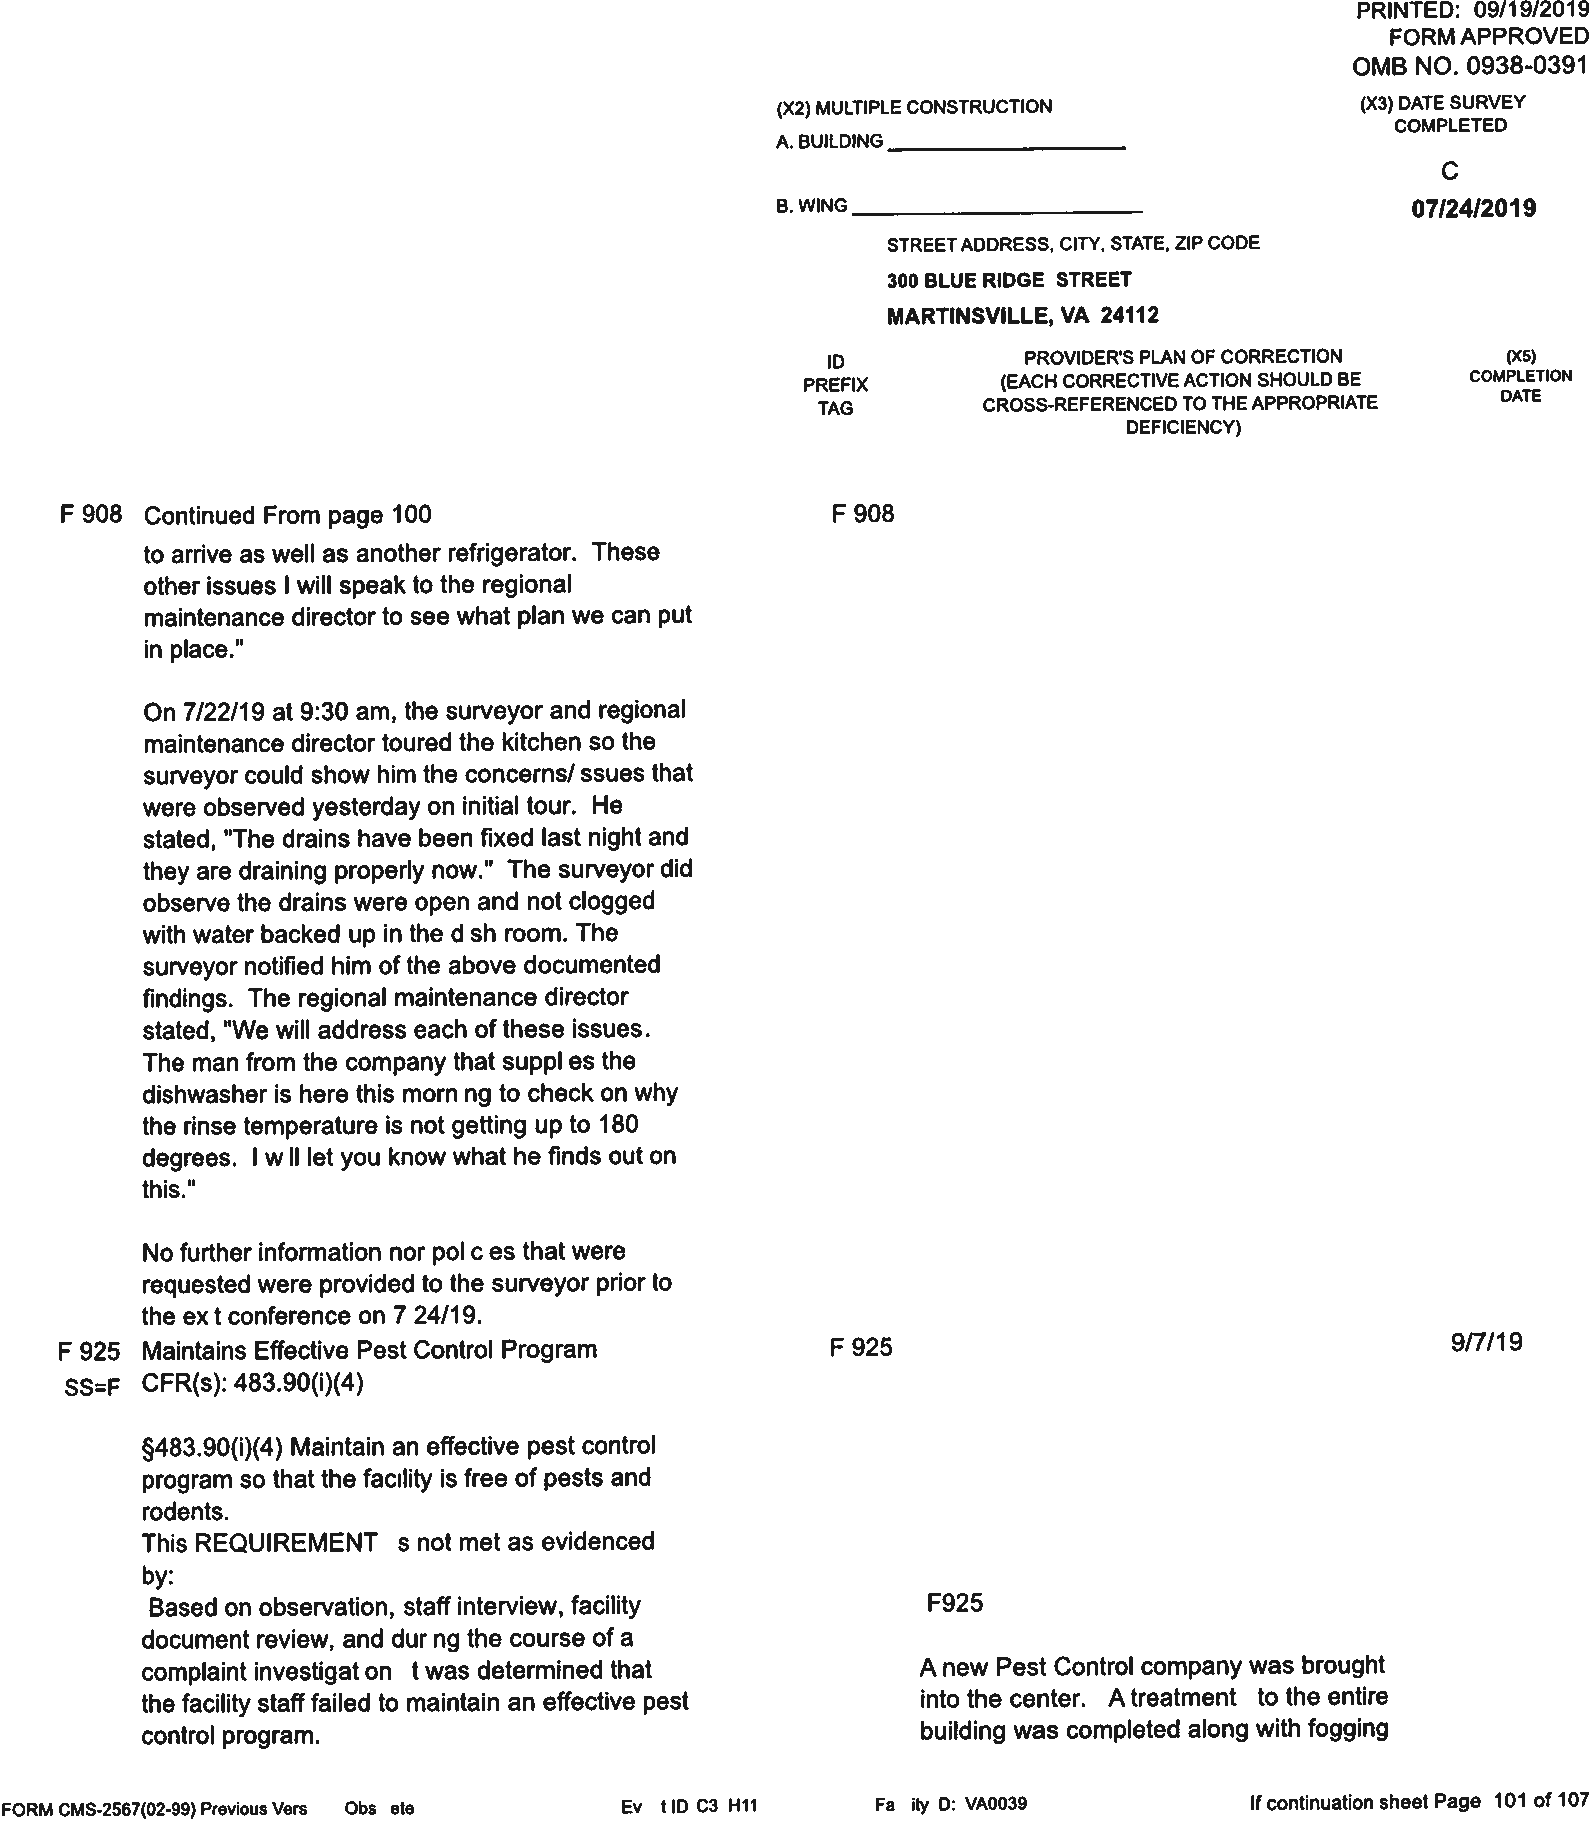 PRINTED: 09/19/2019
FORM APPROVED
OMB NO. 0938-0391
(X2) MULTIPLE CONSTRUCTION
A. BUILDING
(X3) DATE SURVEY
COMPLETED
C
B. WING
07/24/2019
STREET ADDRESS, CITY, STATE, ZIP CODE
300 BLUE RIDGE STREET
MARTINSVILLE, VA 24112
ID
PREFIX
TAG
PROVIDER'S PLAN OF CORRECTION
(EACH CORRECTIVE ACTION SHOULD BE
CROSS-REFERENCED TO THE APPROPRIATE
DEFICIENCY)
(X5)
COMPLETION
DATE
F 908 Continued From page 100
F 908
to arrive as well as another refrigerator. These
other issues I will speak to the regional
maintenance director to see what plan we can put
in place."
On 7/22/19 at 9:30 am, the surveyor and regional
maintenance director toured the kitchen so the
surveyor could show him the concerns/ ssues that
were observed yesterday on initial tour. He
stated, "The drains have been fixed last night and
they are draining properly now." The surveyor did
observe the drains were open and not clogged
with water backed up in the d sh room. The
surveyor notified him of the above documented
findings. The regional maintenance director
stated, "We will address each of these issues.
The man from the company that suppl es the
dishwasher is here this morn ng to check on why
the rinse temperature is not getting up to 180
degrees. I w ll let you know what he finds out on
this."
No further information nor pol c es that were
requested were provided to the surveyor prior to
the ex t conference on 7 24/19.
F 925 Maintains Effective Pest Control Program
SS=F CFR(s): 483.90(i)(4)
F 925
9/7/19
§483.90(i)(4) Maintain an effective pest control
program so that the facility is free of pests and
rodents.
This REQUIREMENT s not met as evidenced
by:
Based on observation, staff interview, facility
document review, and dur ng the course of a
complaint investigat on t was determined that
the facility staff failed to maintain an effective pest
control program.
F925
A new Pest Control company was brought
into the center. A treatment to the entire
building was completed along with fogging
FORM CMS-2567(02-99) Previous Vers Obs ete
Ev t ID C3 H11
Fa ity D: VA0039
If continuation sheet Page 101 of 107